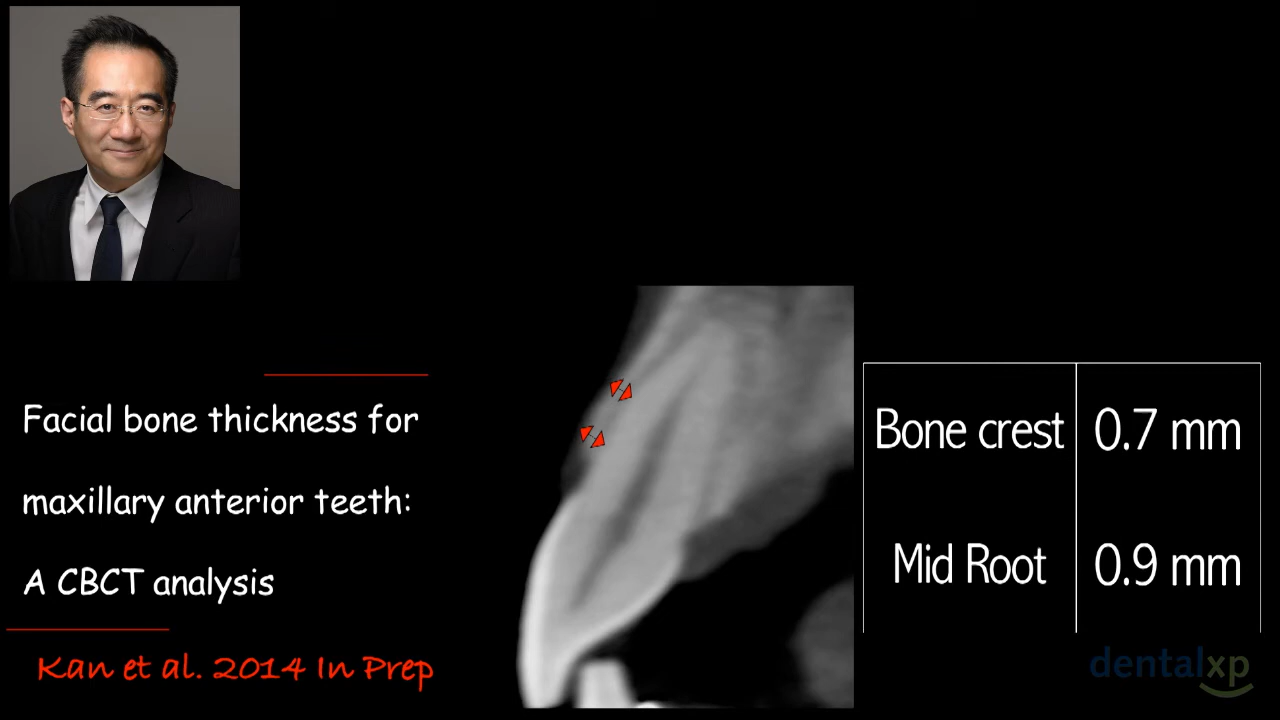 Facial bone thickness for
maxillary anterior teeth:
A CBCT analysis
Kan et al. 2014 In Prep
Bone crest 0.7 mm
Mid Root 0.9 mm
dentalxp